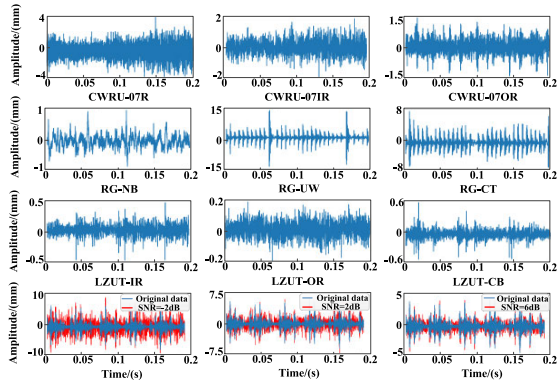 4 2 1.5
Amplitude/(mm) 0 0 0
-4 -2 -1.5
0 0.05 0.1 0.15 0.2 0 0.05 0.1 0.15 0.2 0 0.05 0.1 0.15 0.2
CWRU-07R CWRU-07IR CWRU-07OR
1 15 8
Amplitude/(mm) 0 0 0
-1 -15 -8
0 0.05 0.1 0.15 0.2 0 0.05 0.1 0.15 0.2 0 0.05 0.1 0.15 0.2
RG-NB RG-UW RG-CT
0.5 0.2 0.6
Amplitude/(mm) 0 0 0
-0.5 -0.2 -0.6
0 0.05 0.1 0.15 0.2 0 0.05 0.1 0.15 0.2 0 0.05 0.1 0.15 0.2
LZUT-IR LZUT-OR LZUT-CB
10 Original data 7.5 Original data 5 Original data
SNR=-2dB SNR=2dB SNR=6dB
Amplitude/(mm) 0 0 0
-10 -7.5 -5
0 0.05 0.1 0.15 0.2 0 0.05 0.1 0.15 0.2 0 0.05 0.1 0.15 0.2
Time/(s) Time/(s) Time/(s)